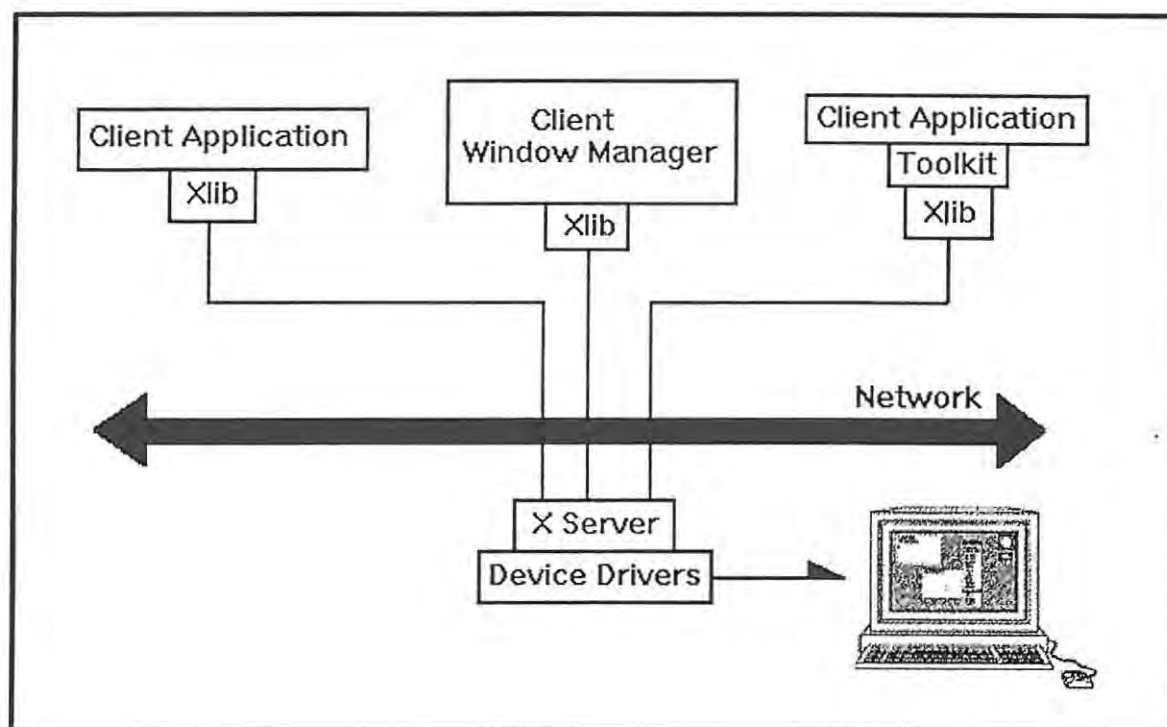 Client Application
Xlib
Client
Window Manager
Xlib
Client Application
Toolkit
Xlib
Network
X Server
Device Drivers